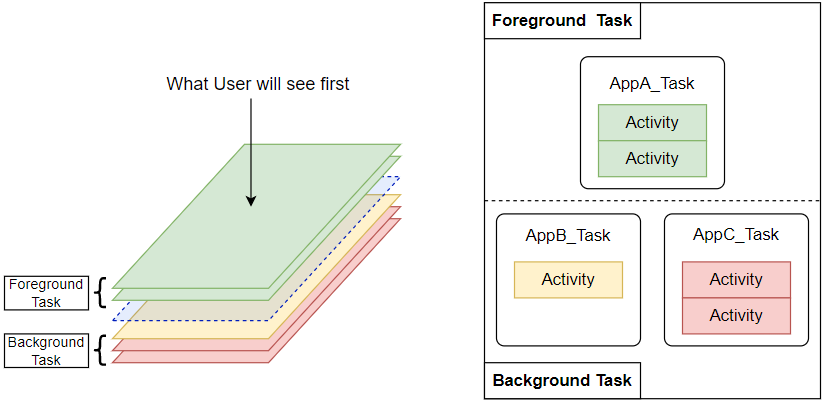 What User will see first
Foreground
Task
Background
Task
Foreground Task
AppA_Task
Activity
Activity
AppB_Task
Activity
AppC_Task
Activity
Activity
Background Task